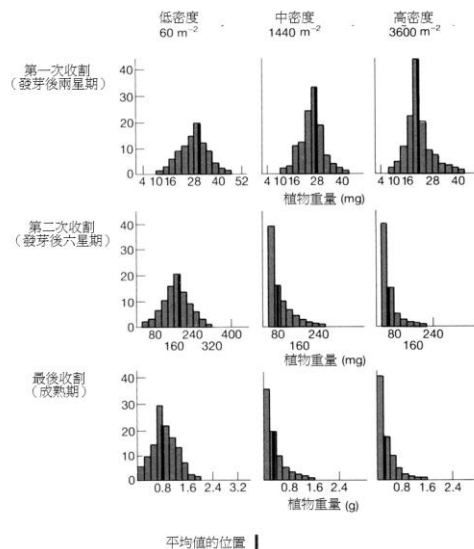 低密度 中密度 高密度
60 m⁻² 1440 m⁻² 3600 m⁻²
第一次收割
(發芽後兩星期)
40
30
20
10
0
4 1016 28 40 52 4 1016 28 40 4 1016 28 40
植物重量 (mg)
第二次收割
(發芽後六星期)
40
30
20
10
0
80 240 400 80 240 80 240
160 320 160 160
植物重量 (mg)
最後收割
(成熟期)
40
30
20
10
0
0.8 1.6 2.4 3.2 0.8 1.6 2.4 0.8 1.6 2.4
植物重量 (g)
平均值的位置